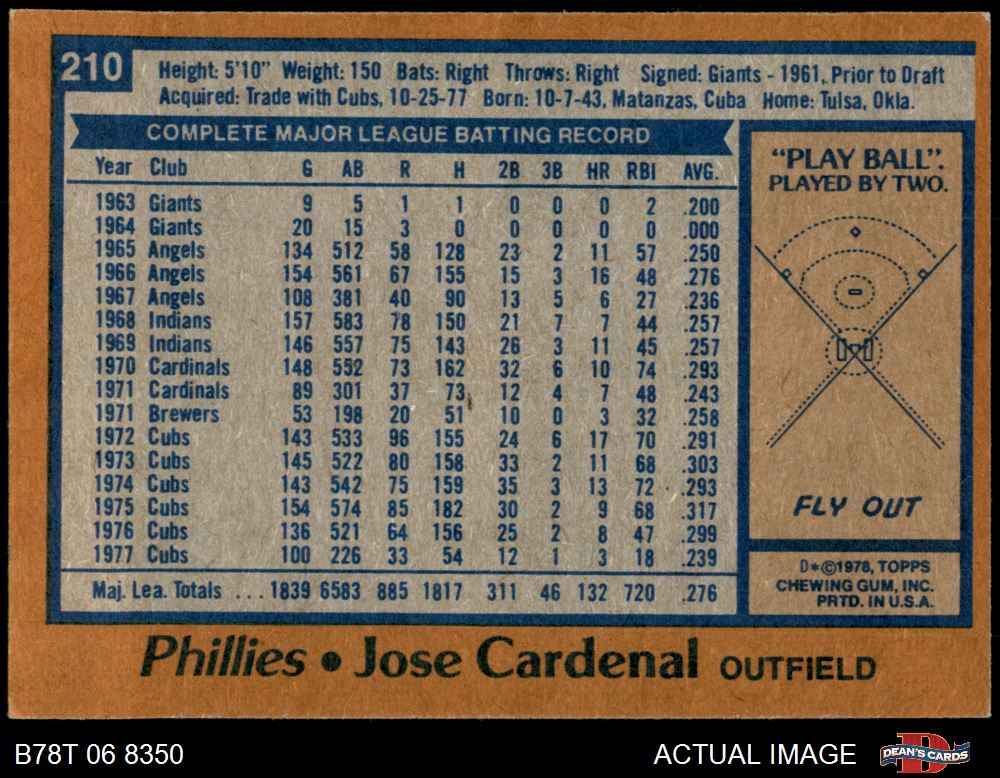 210
Height: 5'10" Weight: 150 Bats: Right Throws: Right Signed: Giants - 1961, Prior to Draft
Acquired: Trade with Cubs, 10-25-77 Born: 10-7-43, Matanzas, Cuba Home: Tulsa, Okla.
COMPLETE MAJOR LEAGUE BATTING RECORD
Year Club G AB R H 2B 3B HR RBI AVG.
1963 Giants 9 5 1 1 0 0 0 2 .200
1964 Giants 20 15 3 0 0 0 0 0 .000
1965 Angels 134 512 58 128 23 2 11 57 .250
1966 Angels 154 561 67 155 15 3 16 48 .276
1967 Angels 108 381 40 90 13 5 6 27 .236
1968 Indians 157 583 78 150 21 7 7 44 .257
1969 Indians 146 557 75 143 26 3 11 45 .257
1970 Cardinals 148 552 73 162 32 6 10 74 .293
1971 Cardinals 89 301 37 73 12 4 7 48 .243
1971 Brewers 53 198 20 51 10 0 3 32 .258
1972 Cubs 143 533 96 155 24 6 17 70 .291
1973 Cubs 145 522 80 158 33 2 11 68 .303
1974 Cubs 143 542 75 159 35 3 13 72 .293
1975 Cubs 154 574 85 182 30 2 9 68 .317
1976 Cubs 136 521 64 156 25 2 8 47 .299
1977 Cubs 100 226 33 54 12 1 3 18 .239
Maj. Lea. Totals ... 1839 6583 885 1817 311 46 132 720 .276
"PLAY BALL".
PLAYED BY TWO.
FLY OUT
D*©1978, TOPPS
CHEWING GUM, INC.
PRTD. IN U.S.A.
Phillies • Jose Cardenal OUTFIELD
B78T 06 8350
ACTUAL IMAGE
DEAN'S CARDS